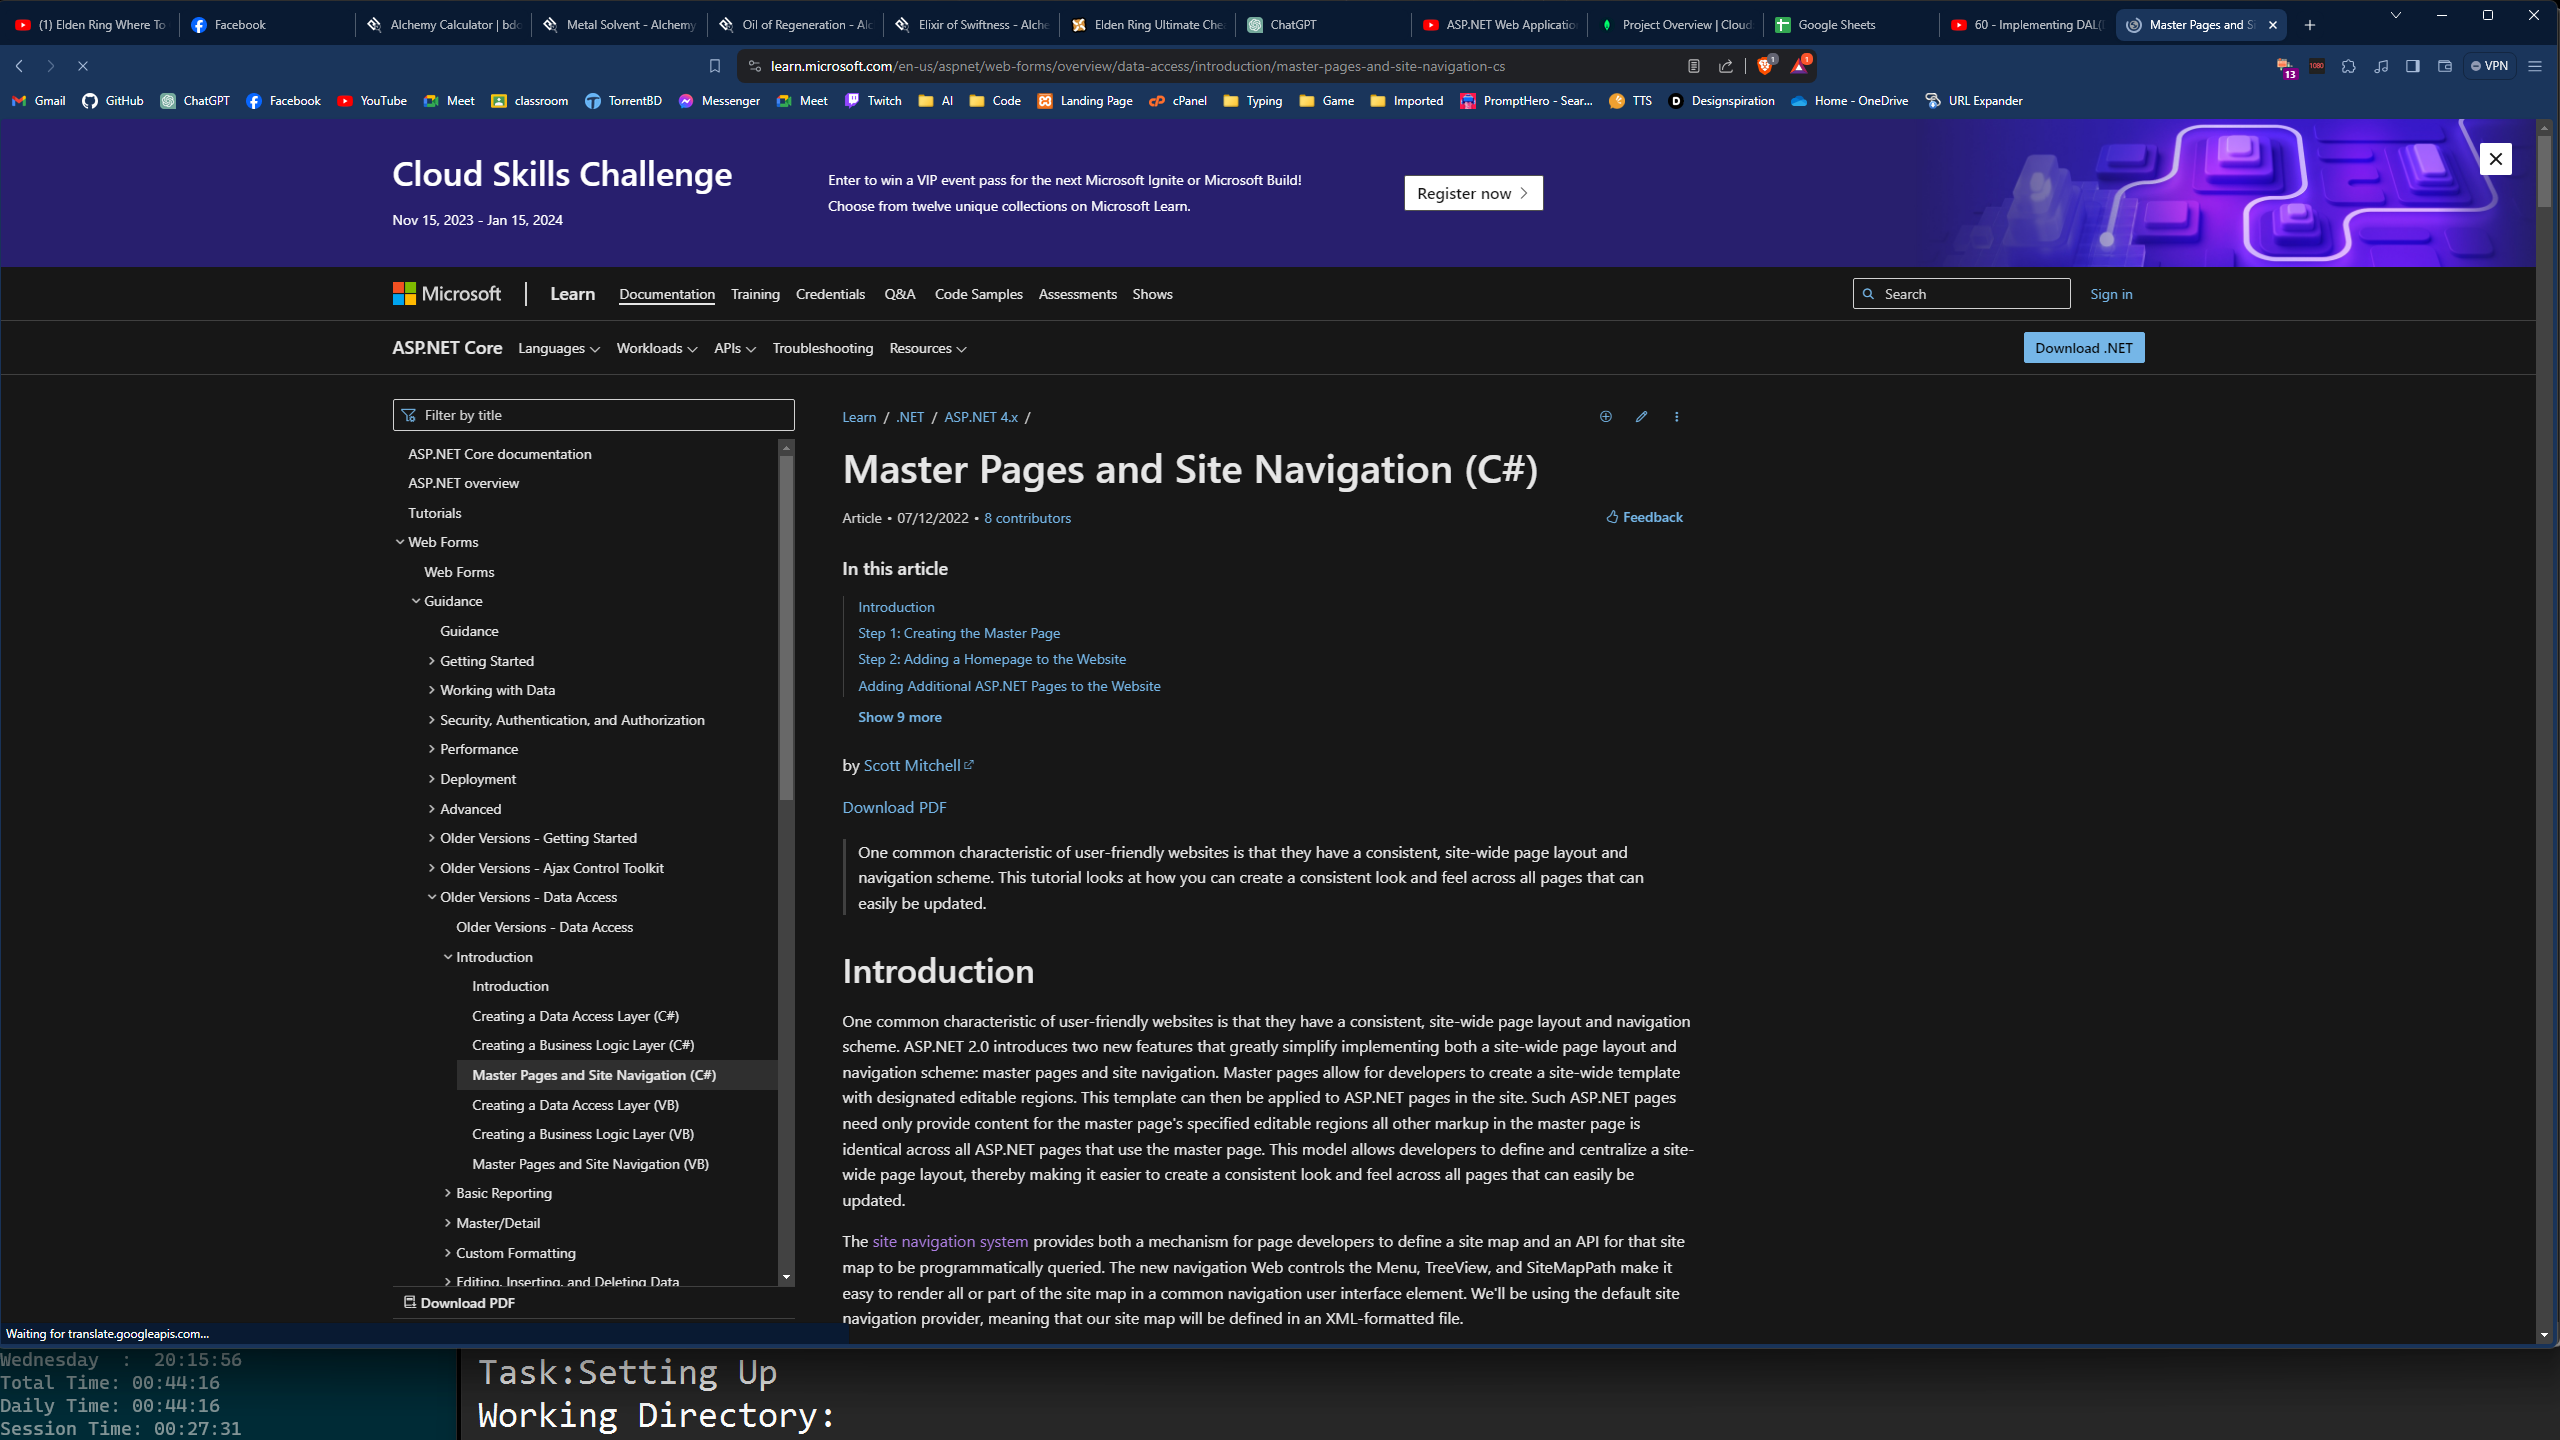 (1) Elden Ring Where To
Facebook
Alchemy Calculator | bdo
Metal Solvent - Alchemy
Oil of Regeneration - Alc
Elixir of Swiftness - Alche
Elden Ring Ultimate Chea
ChatGPT
ASP.NET Web Application
Project Overview | Cloud
Google Sheets
60 - Implementing DAL(
Master Pages and Si
learn.microsoft.com/en-us/aspnet/web-forms/overview/data-access/introduction/master-pages-and-site-navigation-cs
1
1
13
1080
VPN
Gmail
GitHub
ChatGPT
Facebook
YouTube
Meet
classroom
TorrentBD
Messenger
Meet
Twitch
AI
Code
Landing Page
cPanel
Typing
Game
Imported
PromptHero - Sear...
TTS
Designspiration
Home - OneDrive
URL Expander
Cloud Skills Challenge
Nov 15, 2023 - Jan 15, 2024
Enter to win a VIP event pass for the next Microsoft Ignite or Microsoft Build!
Choose from twelve unique collections on Microsoft Learn.
Register now
Microsoft
Learn
Documentation
Training
Credentials
Q&A
Code Samples
Assessments
Shows
Search
Sign in
ASP.NET Core
Languages
Workloads
APIs
Troubleshooting
Resources
Download .NET
Filter by title
ASP.NET Core documentation
ASP.NET overview
Tutorials
Web Forms
Web Forms
Guidance
Guidance
Getting Started
Working with Data
Security, Authentication, and Authorization
Performance
Deployment
Advanced
Older Versions - Getting Started
Older Versions - Ajax Control Toolkit
Older Versions - Data Access
Older Versions - Data Access
Introduction
Introduction
Creating a Data Access Layer (C#)
Creating a Business Logic Layer (C#)
Master Pages and Site Navigation (C#)
Creating a Data Access Layer (VB)
Creating a Business Logic Layer (VB)
Master Pages and Site Navigation (VB)
Basic Reporting
Master/Detail
Custom Formatting
Editing, Inserting, and Deleting Data
Download PDF
Learn / .NET / ASP.NET 4.x /
Master Pages and Site Navigation (C#)
Article • 07/12/2022 • 8 contributors
Feedback
In this article
Introduction
Step 1: Creating the Master Page
Step 2: Adding a Homepage to the Website
Adding Additional ASP.NET Pages to the Website
Show 9 more
by Scott Mitchell
Download PDF
One common characteristic of user-friendly websites is that they have a consistent, site-wide page layout and
navigation scheme. This tutorial looks at how you can create a consistent look and feel across all pages that can
easily be updated.
Introduction
One common characteristic of user-friendly websites is that they have a consistent, site-wide page layout and navigation
scheme. ASP.NET 2.0 introduces two new features that greatly simplify implementing both a site-wide page layout and
navigation scheme: master pages and site navigation. Master pages allow for developers to create a site-wide template
with designated editable regions. This template can then be applied to ASP.NET pages in the site. Such ASP.NET pages
need only provide content for the master page's specified editable regions all other markup in the master page is
identical across all ASP.NET pages that use the master page. This model allows developers to define and centralize a site-
wide page layout, thereby making it easier to create a consistent look and feel across all pages that can easily be
updated.
The site navigation system provides both a mechanism for page developers to define a site map and an API for that site
map to be programmatically queried. The new navigation Web controls the Menu, TreeView, and SiteMapPath make it
easy to render all or part of the site map in a common navigation user interface element. We'll be using the default site
navigation provider, meaning that our site map will be defined in an XML-formatted file.
Waiting for translate.googleapis.com...
Wednesday : 20:15:56
Total Time: 00:44:16
Daily Time: 00:44:16
Session Time: 00:27:31
Task:Setting Up
Working Directory: